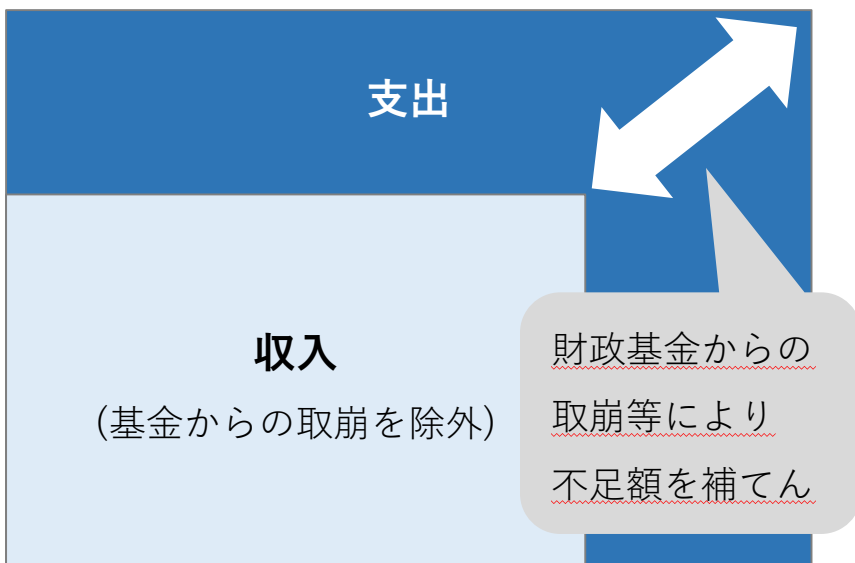 支出
収入
（基金からの取崩を除外）
財政基金からの
取崩等により
不足額を補てん